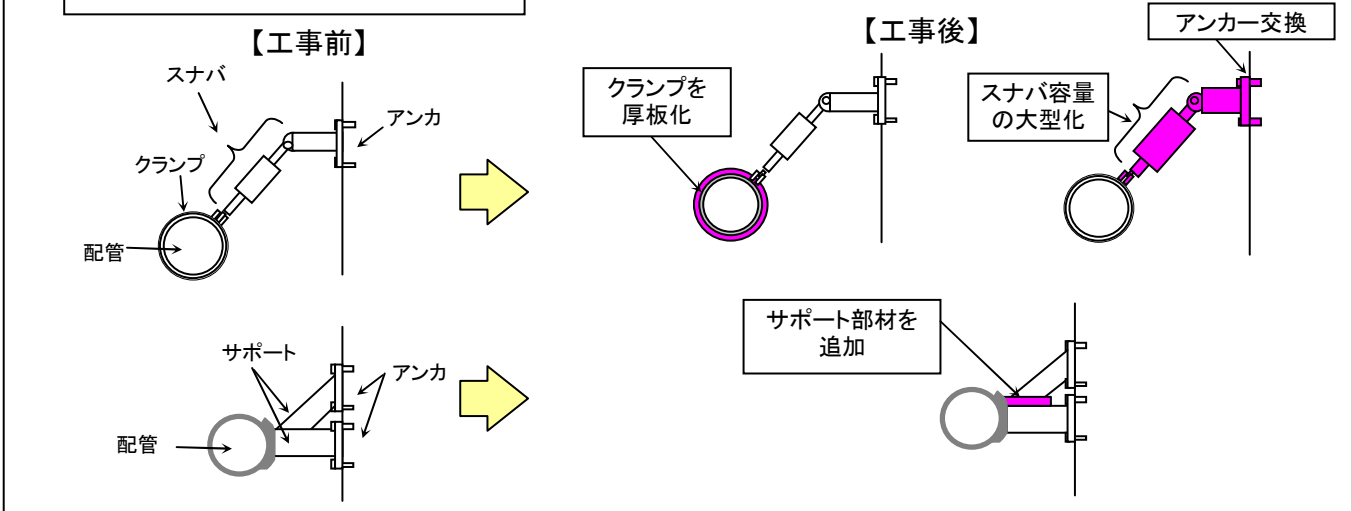 【工事前】
スナバ
アンカ
クランプ
配管
【工事後】
クランプを
厚板化
スナバ容量
の大型化
アンカー交換
サポート
アンカ
配管
サポート部材を
追加